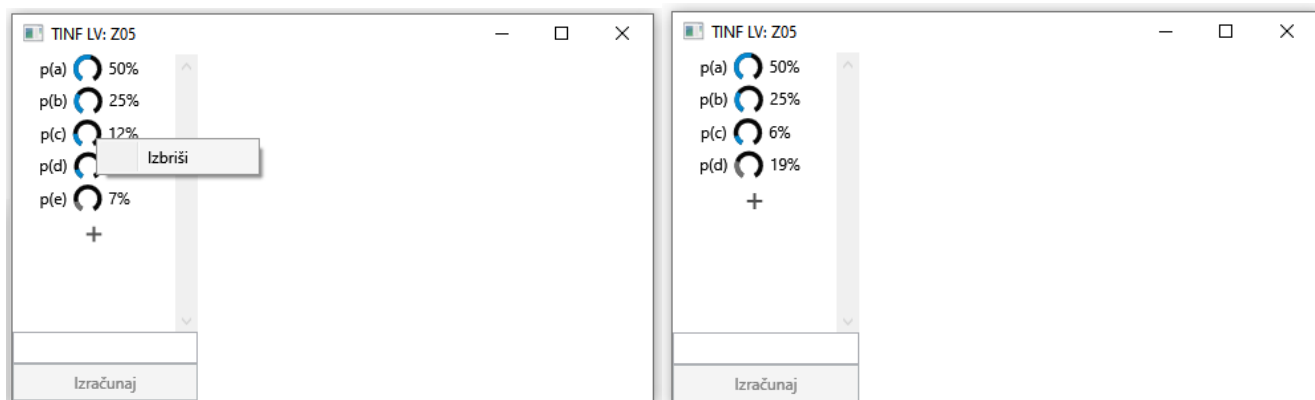 TINF LV: Z05
p(a) 50%
p(b) 25%
p(c) 12%
Izbriši
p(d)
p(e) 7%
+
Izračunaj
TINF LV: Z05
p(a) 50%
p(b) 25%
p(c) 6%
p(d) 19%
+
Izračunaj